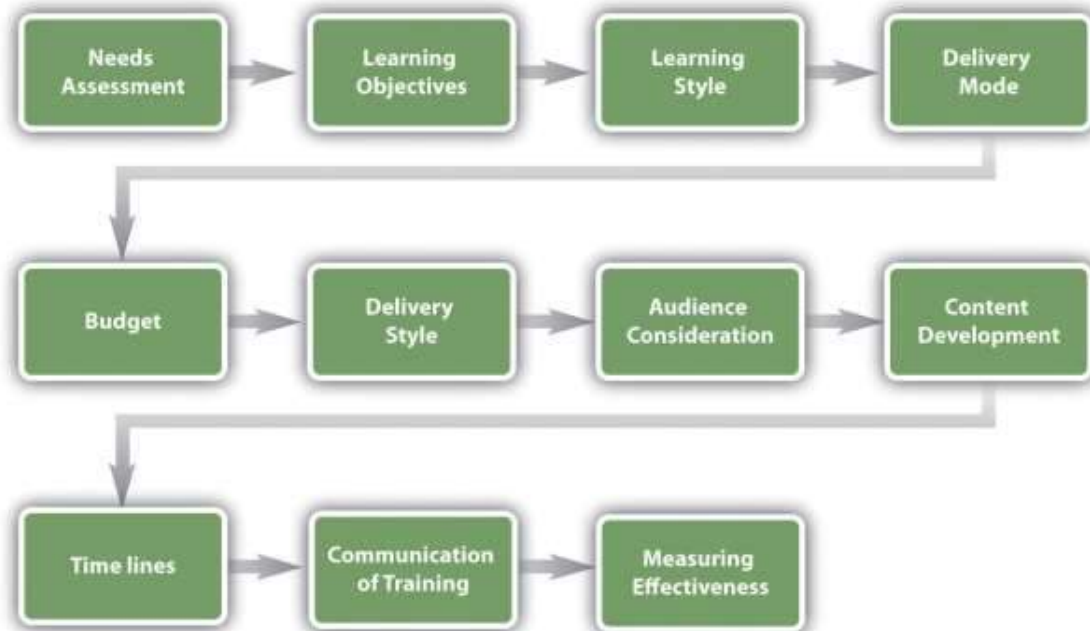 Needs
Assessment
Learning
Objectives
Learning
Style
Delivery
Mode
Budget
Delivery
Style
Audience
Consideration
Content
Development
Time lines
Communication
of Training
Measuring
Effectiveness